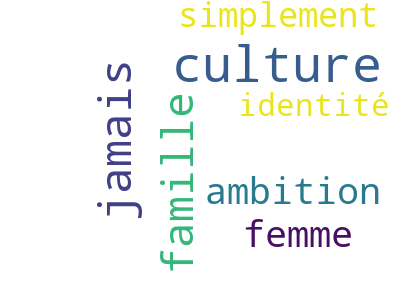 simplement
culture
identité
jamais
famille
ambition
femme